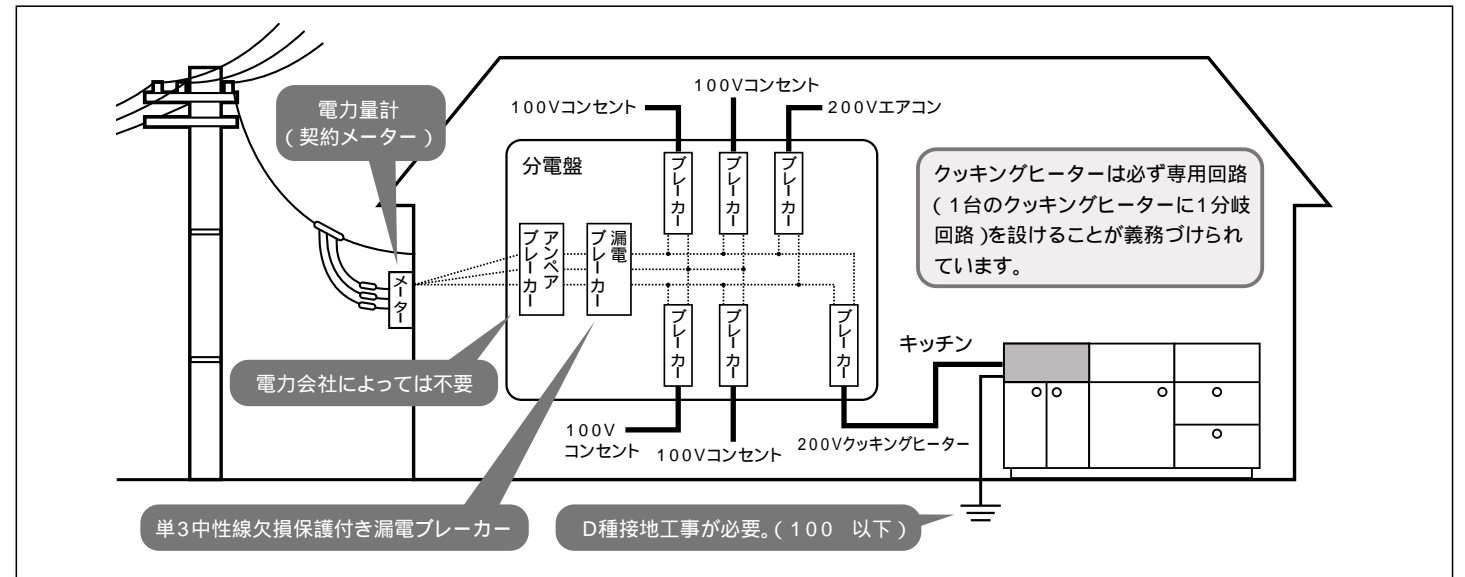 電力量計
(契約メーター)
100Vコンセント
100Vコンセント
200Vエアコン
分電盤
ブレーカー
ブレーカー
ブレーカー
クッキングヒーターは必ず専用回路
(1台のクッキングヒーターに1分岐
回路)を設けることが義務づけられ
ています。
メーター
アンペア
ブレーカー
漏電
ブレーカー
ブレーカー
ブレーカー
ブレーカー
キッチン
電力会社によっては不要
100V
コンセント
100Vコンセント
200Vクッキングヒーター
単3中性線欠損保護付き漏電ブレーカー
D種接地工事が必要。(100 以下)